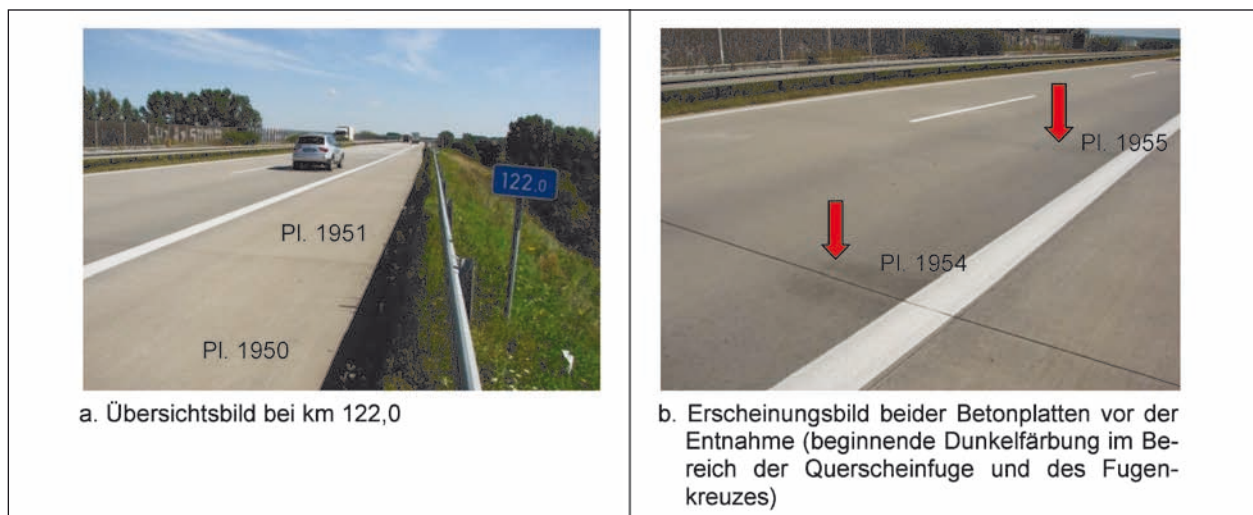 Pl. 1951
Pl. 1950
122,0
a. Übersichtsbild bei km 122,0
Pl. 1955
Pl. 1954
b. Erscheinungsbild beider Betonplatten vor der
Entnahme (beginnende Dunkelfärbung im Be-
reich der Querscheinfuge und des Fugen-
kreuzes)